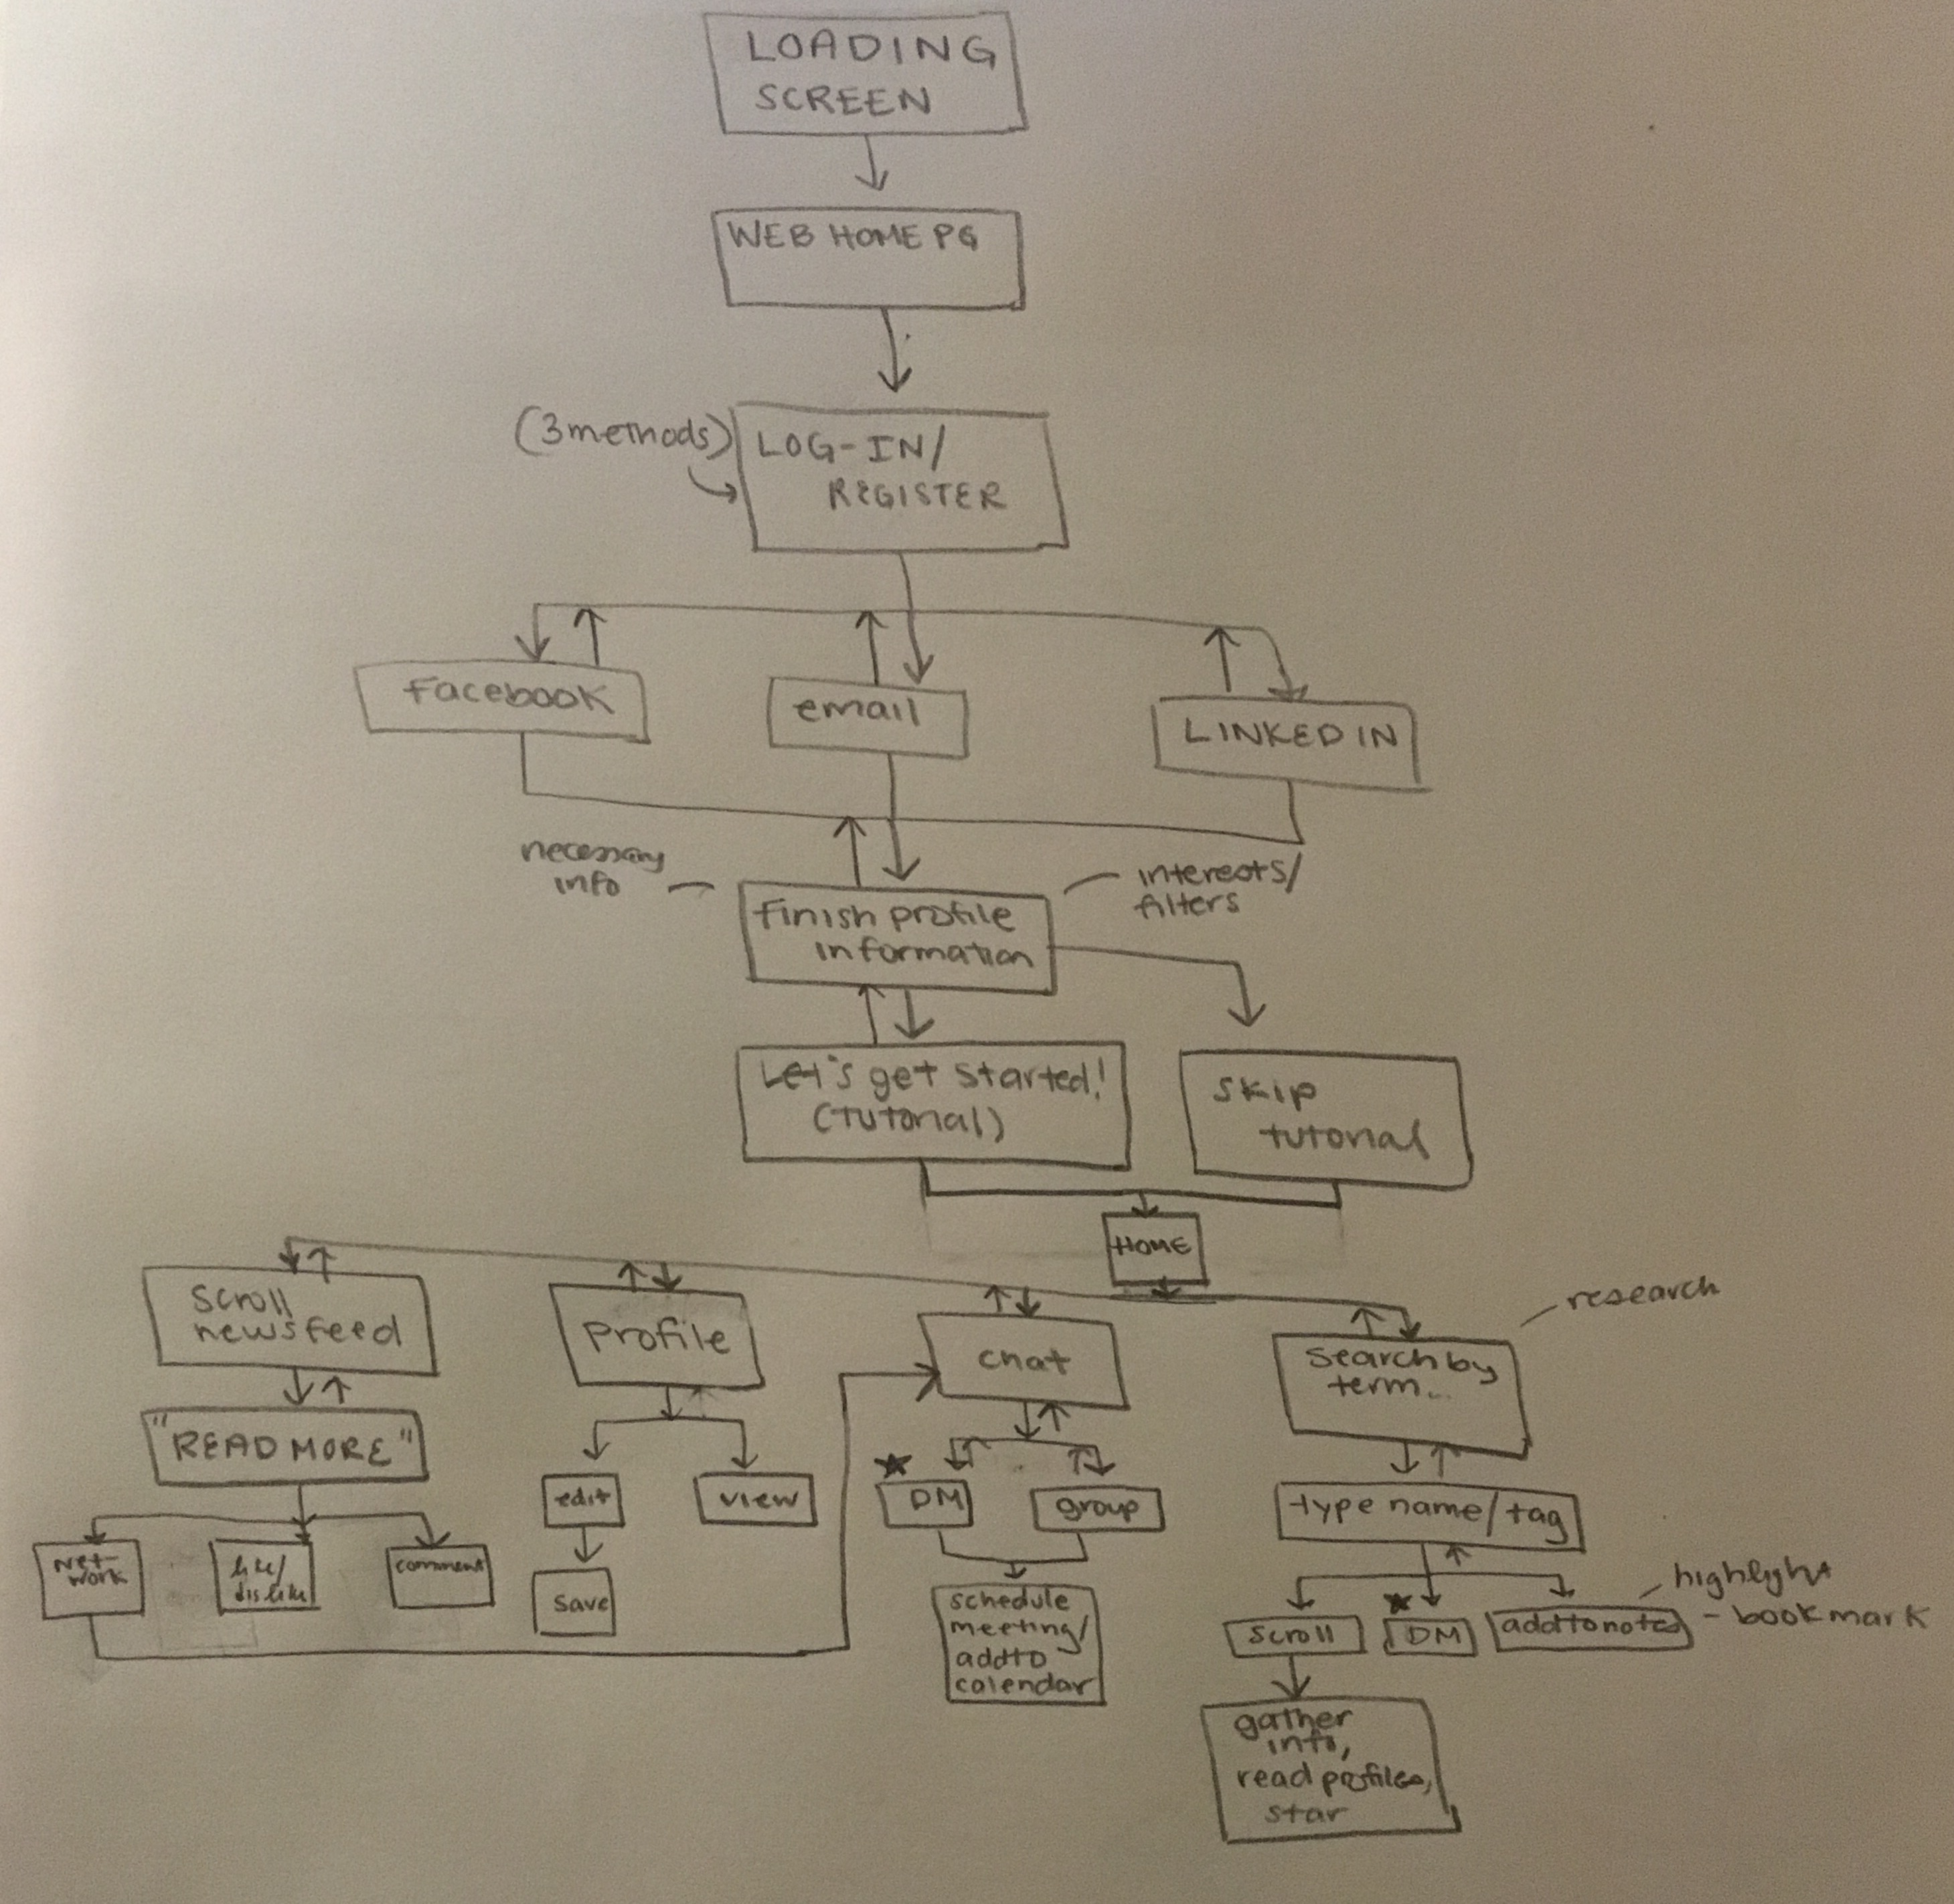 LOADING
SCREEN
WEB HOME PG
(3 methods)
LOG-IN/
REGISTER
Facebook
email
LINKED IN
necessary
info
interests/
filters
Finish profile
information
Let's get started!
(tutorial)
skip
tutorial
HOME
research
scroll
newsfeed
profile
chat
search by
term...
"READ MORE"
edit
view
DM
group
type name/tag
Net-
work
like/
dislike
comment
save
schedule
meeting/
add to
calendar
scroll
DM
add to notes
highlight
- bookmark
gather
info,
read profiles,
star